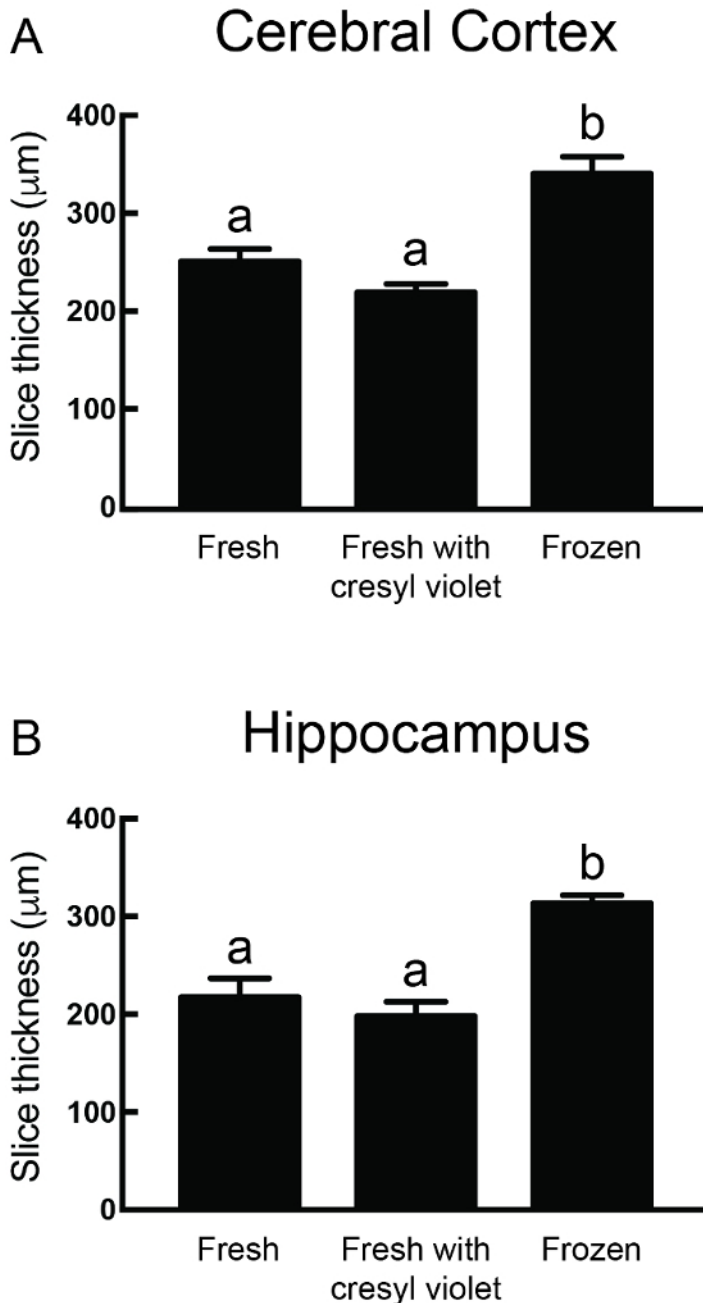 A
Cerebral Cortex
Slice thickness (μm)
400
300
200
100
0
a
a
b
Fresh
Fresh with
cresyl violet
Frozen
B
Hippocampus
Slice thickness (μm)
400
300
200
100
0
a
a
b
Fresh
Fresh with
cresyl violet
Frozen